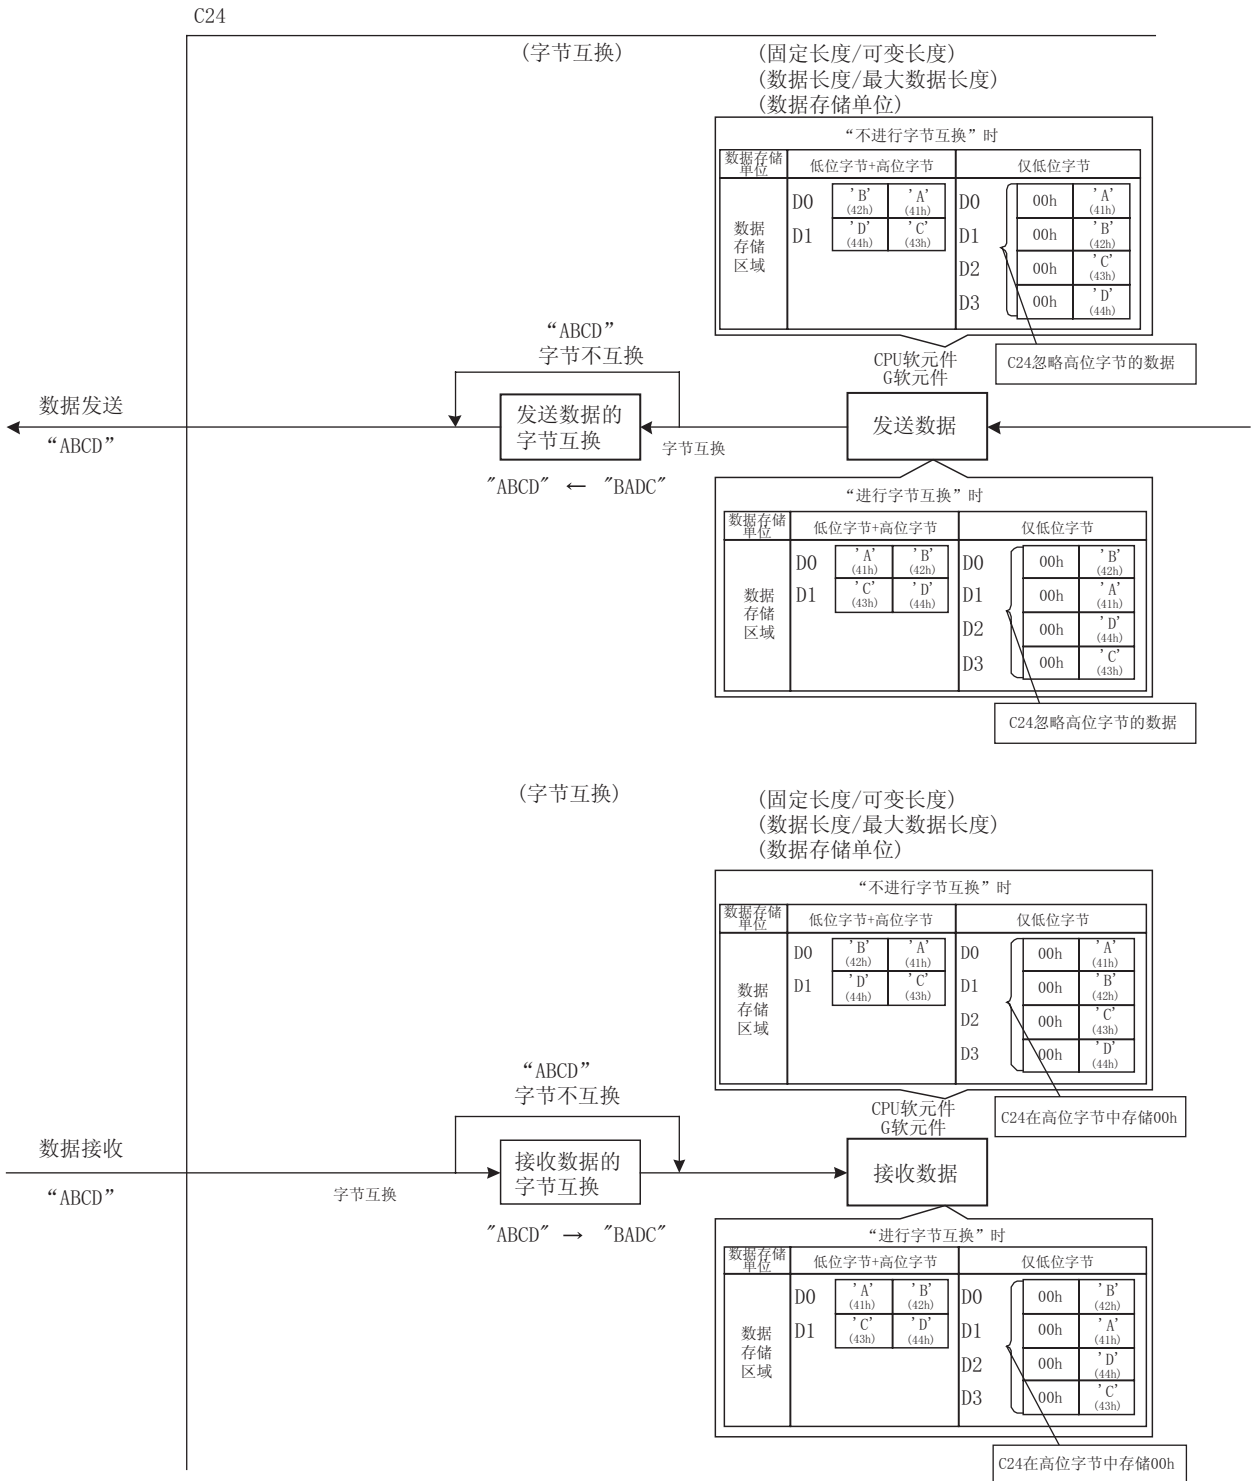 C24
(字节互换) (固定长度/可变长度)
(数据长度/最大数据长度)
(数据存储单位)
“不进行字节互换”时
数据存储单位 低位字节+高位字节 仅低位字节
数据存储区域
D0 'B'(42h) 'A'(41h) D0 00h 'A'(41h)
D1 'D'(44h) 'C'(43h) D1 00h 'B'(42h)
D2 00h 'C'(43h)
D3 00h 'D'(44h)
C24忽略高位字节的数据
“ABCD”
字节不互换
CPU软元件
G软元件
数据发送
“ABCD”
发送数据的
字节互换
字节互换
发送数据
"ABCD" ← "BADC"
“进行字节互换”时
数据存储单位 低位字节+高位字节 仅低位字节
数据存储区域
D0 'A'(41h) 'B'(42h) D0 00h 'B'(42h)
D1 'C'(43h) 'D'(44h) D1 00h 'A'(41h)
D2 00h 'D'(44h)
D3 00h 'C'(43h)
C24忽略高位字节的数据
(字节互换) (固定长度/可变长度)
(数据长度/最大数据长度)
(数据存储单位)
“不进行字节互换”时
数据存储单位 低位字节+高位字节 仅低位字节
数据存储区域
D0 'B'(42h) 'A'(41h) D0 00h 'A'(41h)
D1 'D'(44h) 'C'(43h) D1 00h 'B'(42h)
D2 00h 'C'(43h)
D3 00h 'D'(44h)
C24在高位字节中存储00h
“ABCD”
字节不互换
CPU软元件
G软元件
数据接收
“ABCD”
字节互换
接收数据的
字节互换
接收数据
"ABCD" → "BADC"
“进行字节互换”时
数据存储单位 低位字节+高位字节 仅低位字节
数据存储区域
D0 'A'(41h) 'B'(42h) D0 00h 'B'(42h)
D1 'C'(43h) 'D'(44h) D1 00h 'A'(41h)
D2 00h 'D'(44h)
D3 00h 'C'(43h)
C24在高位字节中存储00h